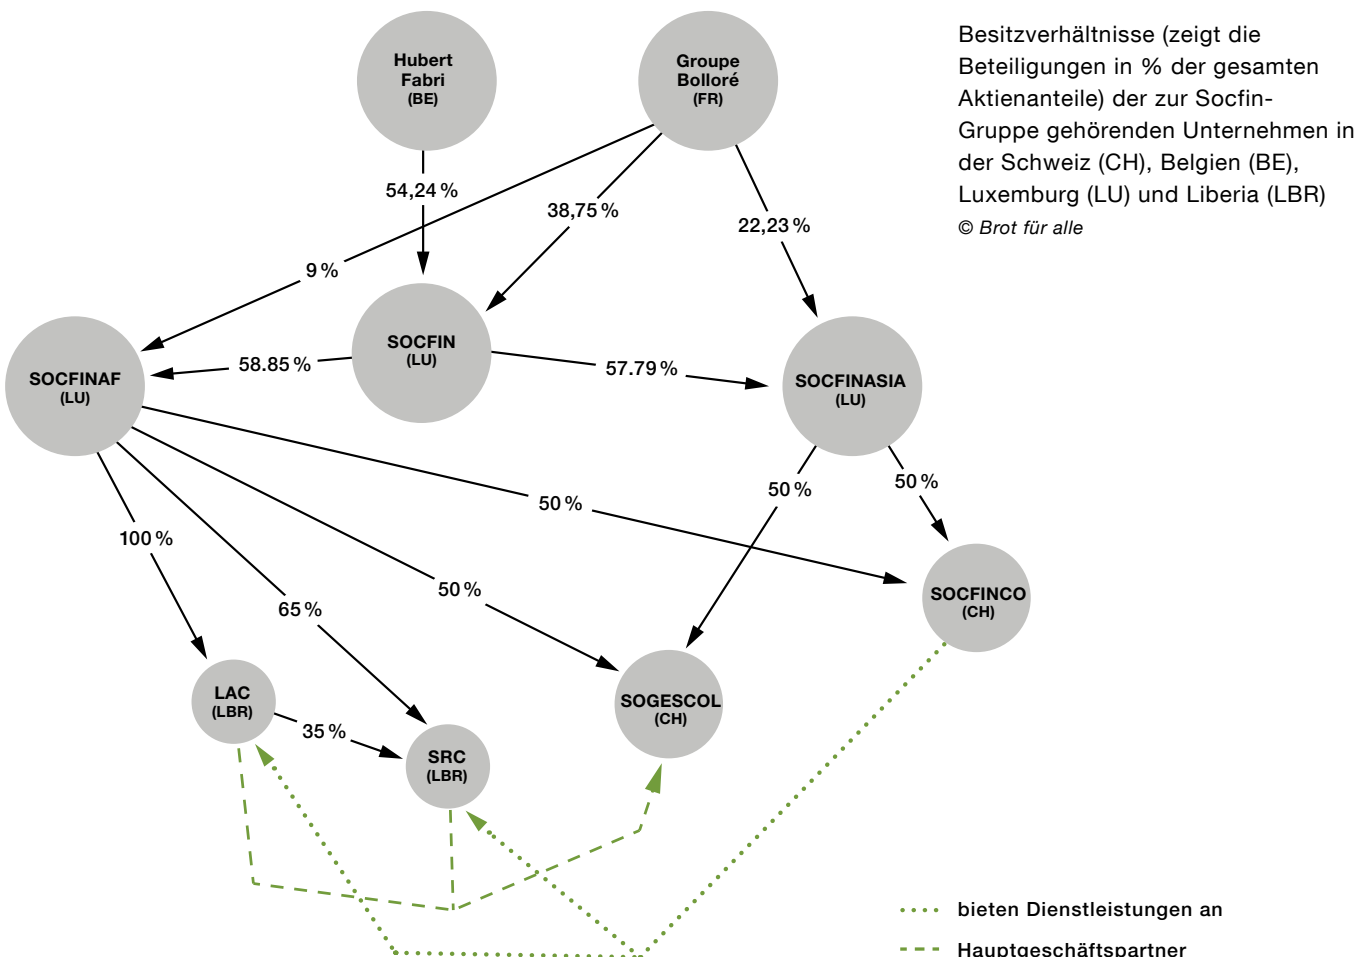 Hubert
Fabri
(BE)
Groupe
Bolloré
(FR)
Besitzverhältnisse (zeigt die
Beteiligungen in % der gesamten
Aktienanteile) der zur Socfin-
Gruppe gehörenden Unternehmen in
der Schweiz (CH), Belgien (BE),
Luxemburg (LU) und Liberia (LBR)
© Brot für alle
54,24 %
38,75 %
22,23 %
9 %
SOCFINAF
(LU)
58.85 %
SOCFIN
(LU)
57.79 %
SOCFINASIA
(LU)
50 %
50 %
50 %
100 %
50 %
65 %
SOCFINCO
(CH)
LAC
(LBR)
35 %
SRC
(LBR)
SOGESCOL
(CH)
bieten Dienstleistungen an
Hauptgeschäftspartner